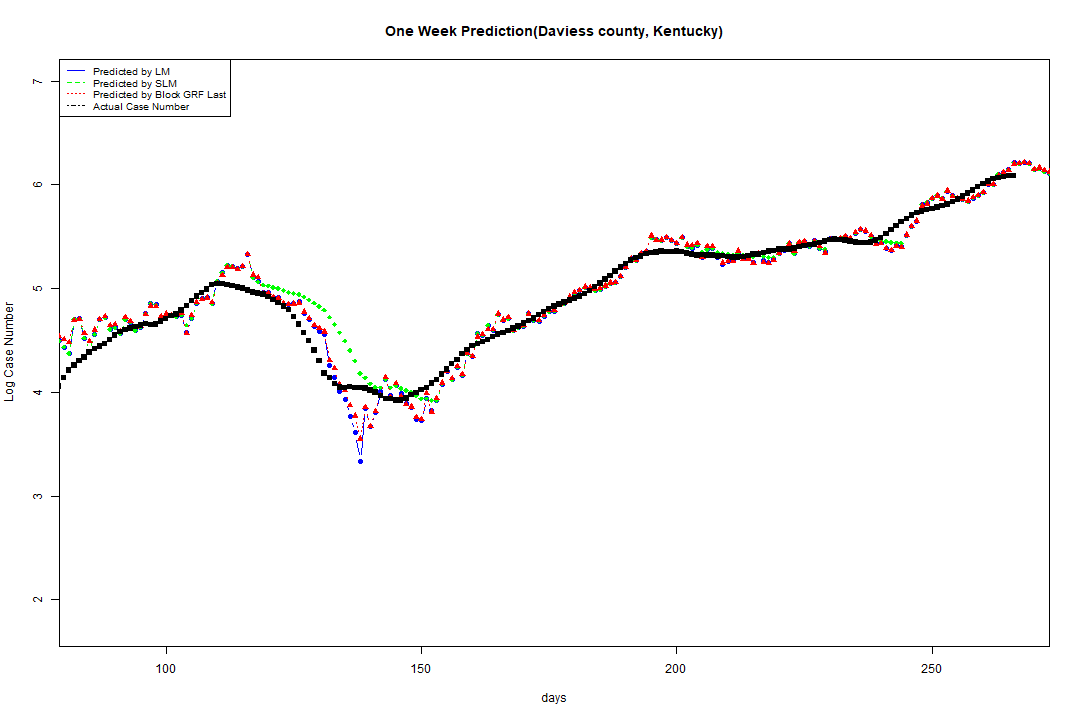 One Week Prediction(Daviess county, Kentucky)
Predicted by LM
Predicted by SLM
Predicted by Block GRF Last
Actual Case Number
Log Case Number
7
6
5
4
3
2
100 150 200 250
days